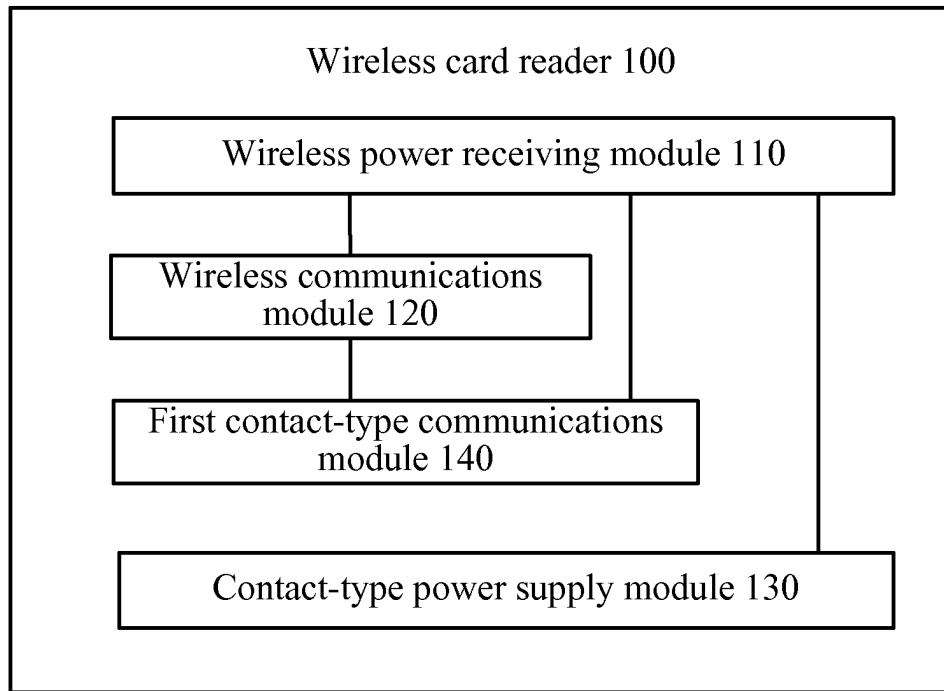 Wireless card reader 100
Wireless power receiving module 110
Wireless communications
module 120
First contact-type communications
module 140
Contact-type power supply module 130